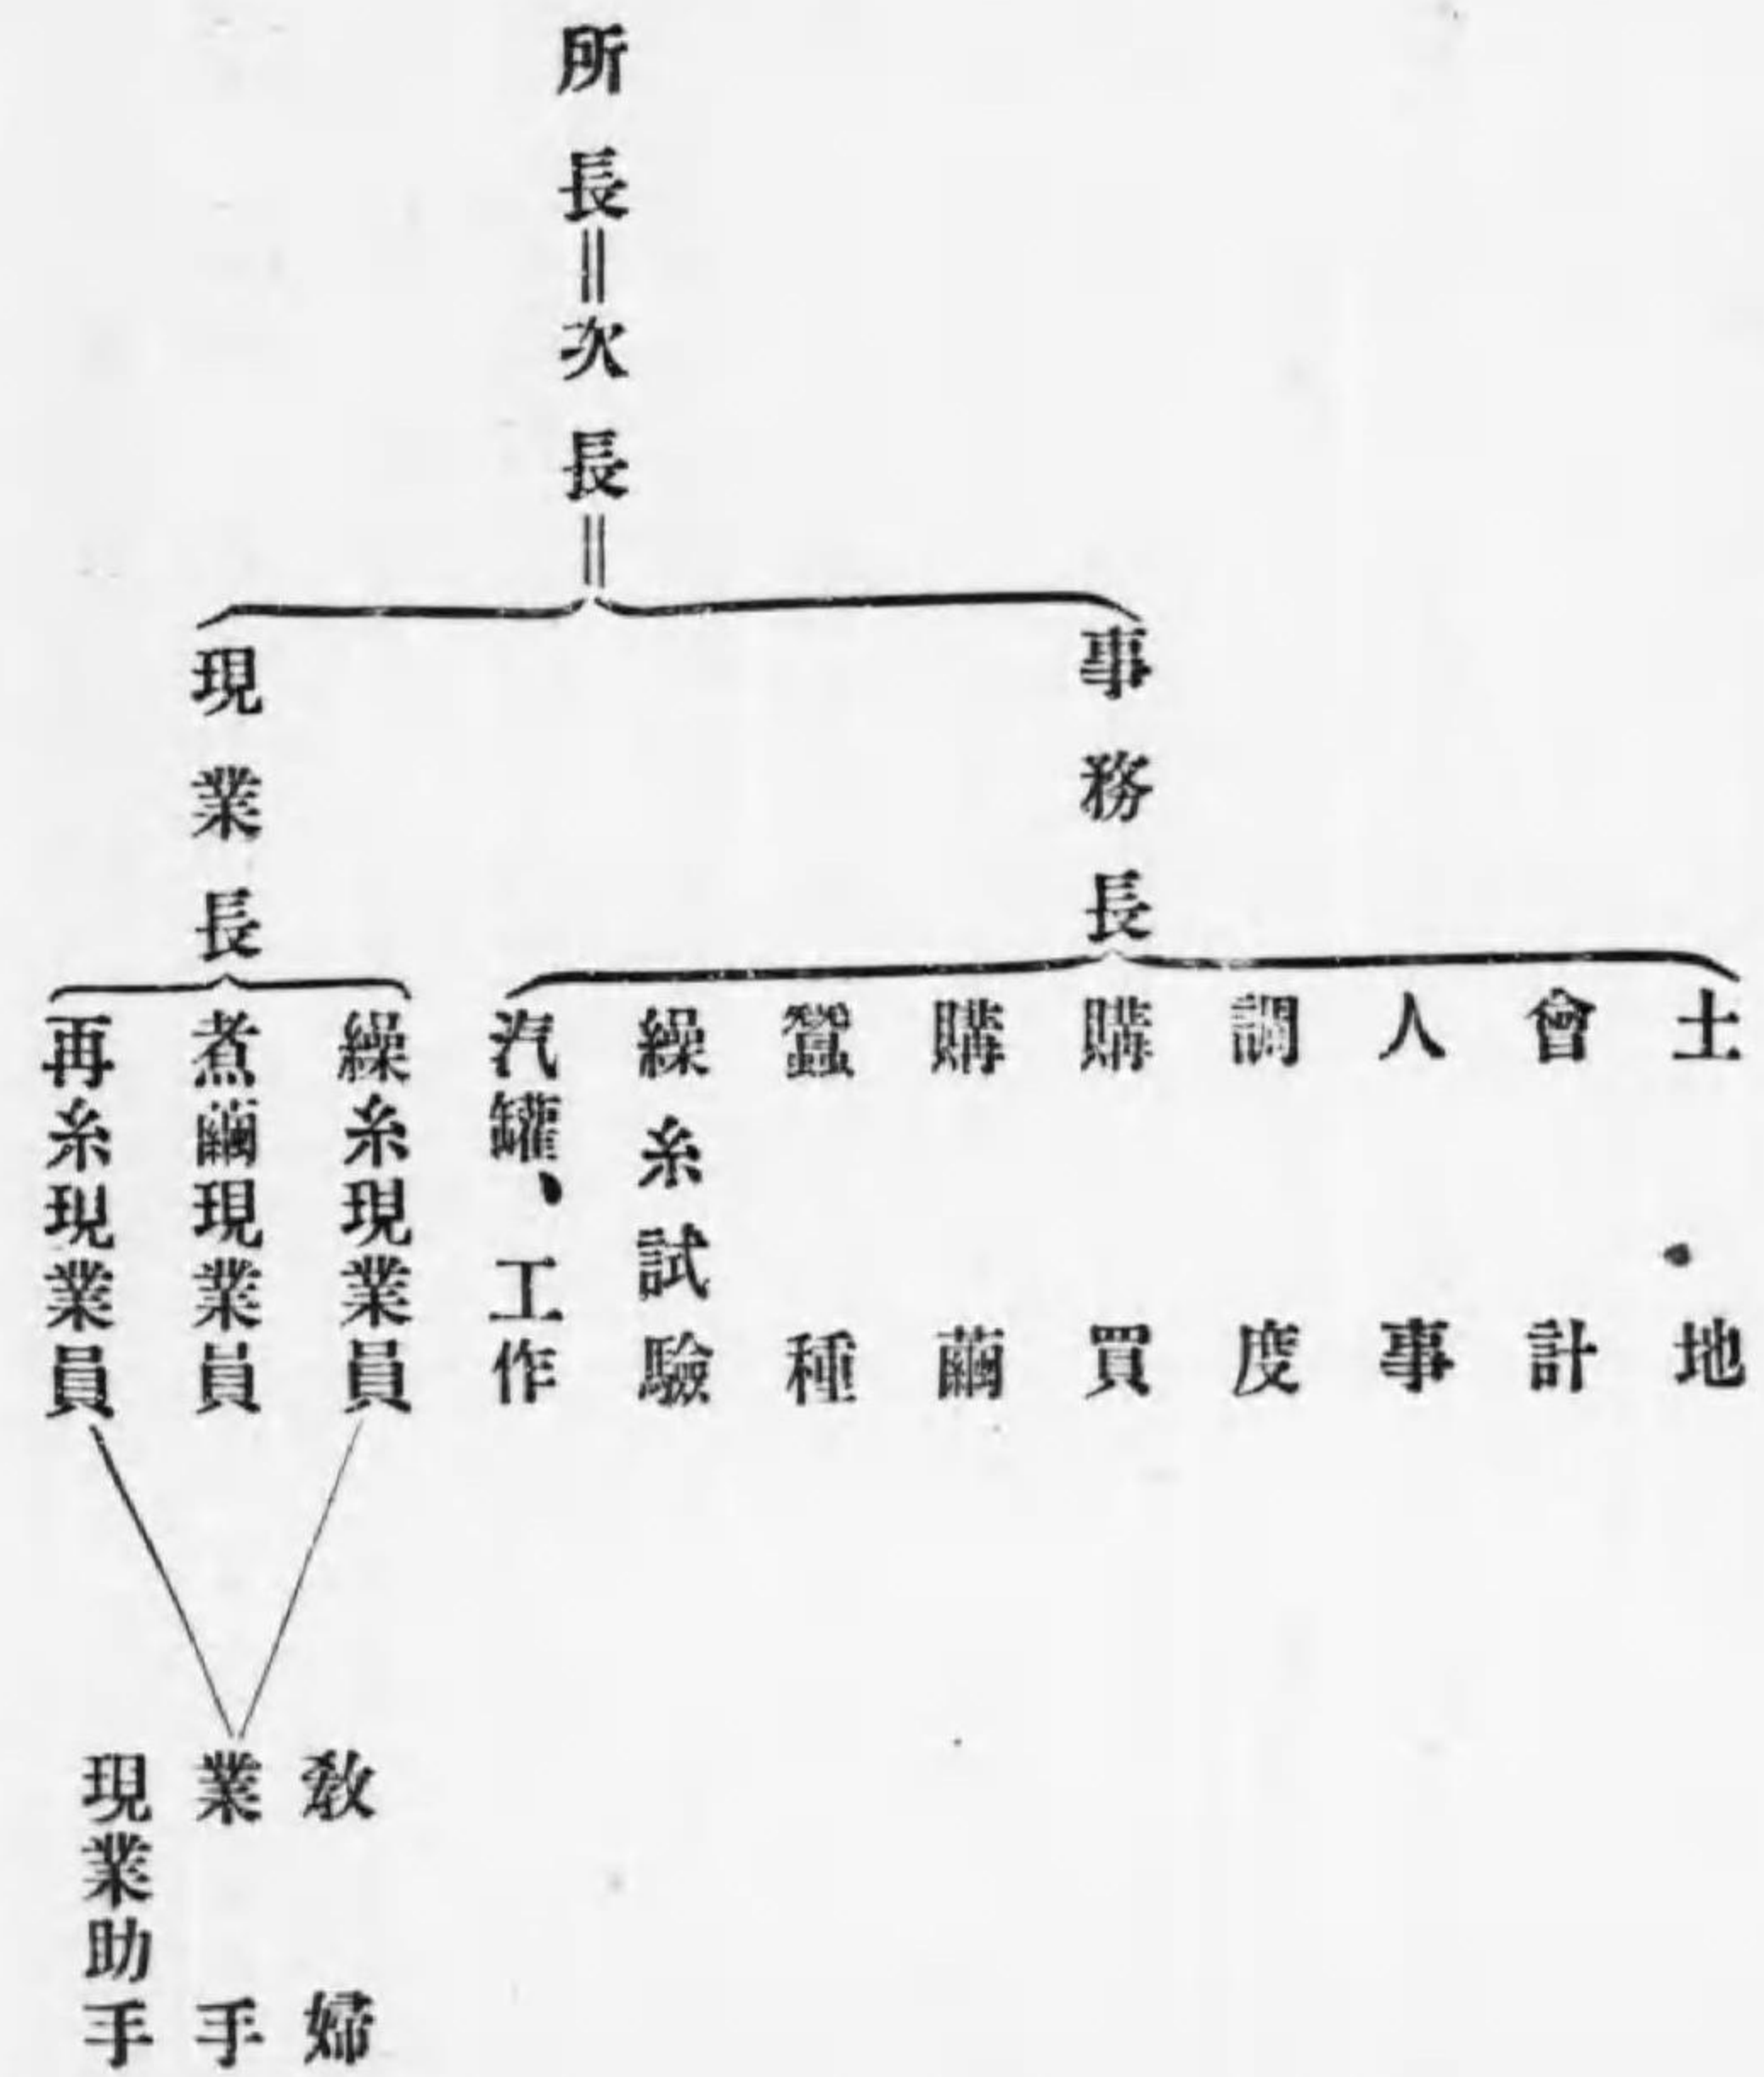 所長＝次長＝
事務長
土地
會計
人事
調度
購買
購繭
蠶種
繰糸試驗
汽罐、工作
現業長
繰糸現業員
煮繭現業員
再糸現業員
敎婦
業手
現業助手